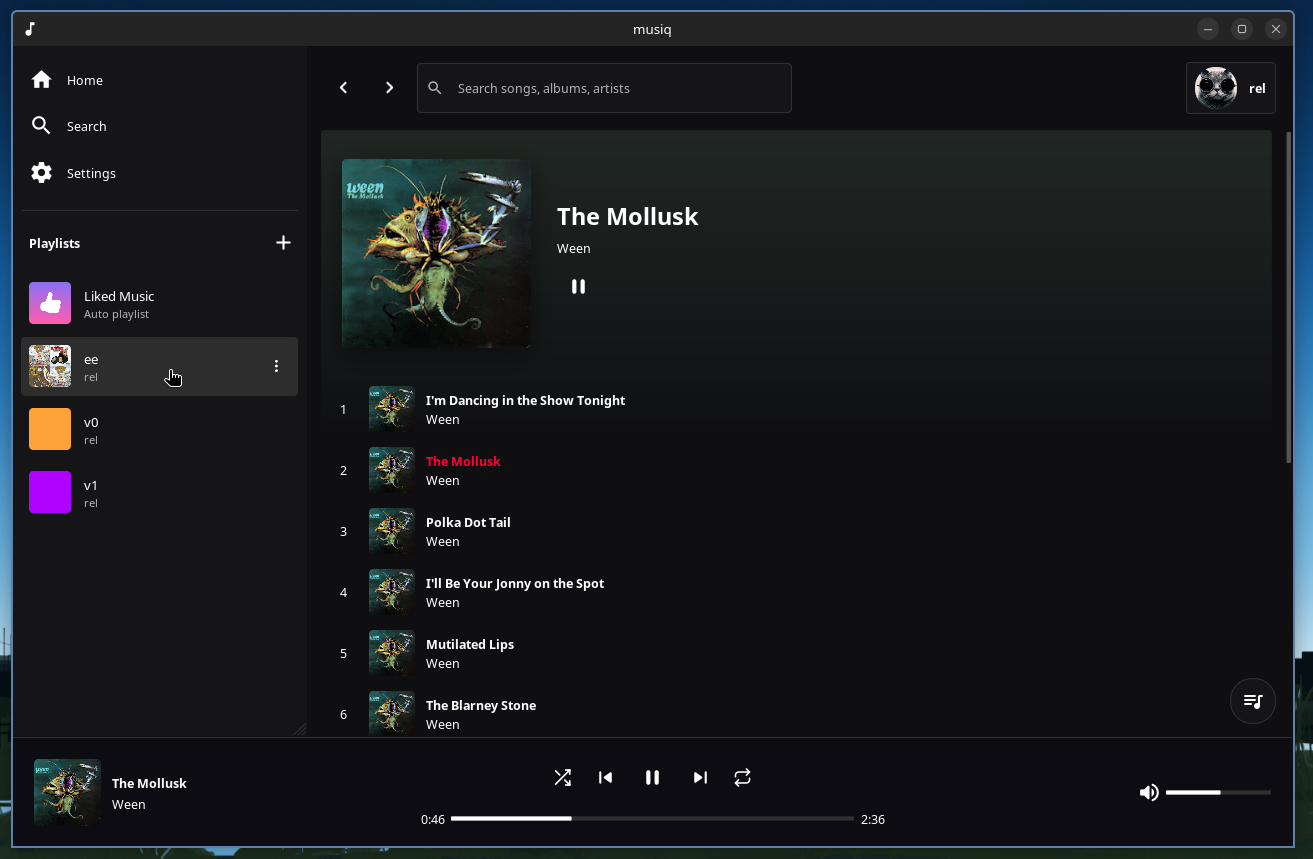 musiq
Home
Search
Settings
Playlists
Liked Music
Auto playlist
ee
rel
v0
rel
v1
rel
Search songs, albums, artists
rel
ween
The Mollusk
The Mollusk
Ween
1
I'm Dancing in the Show Tonight
Ween
2
The Mollusk
Ween
3
Polka Dot Tail
Ween
4
I'll Be Your Jonny on the Spot
Ween
5
Mutilated Lips
Ween
6
The Blarney Stone
Ween
The Mollusk
Ween
0:46
2:36